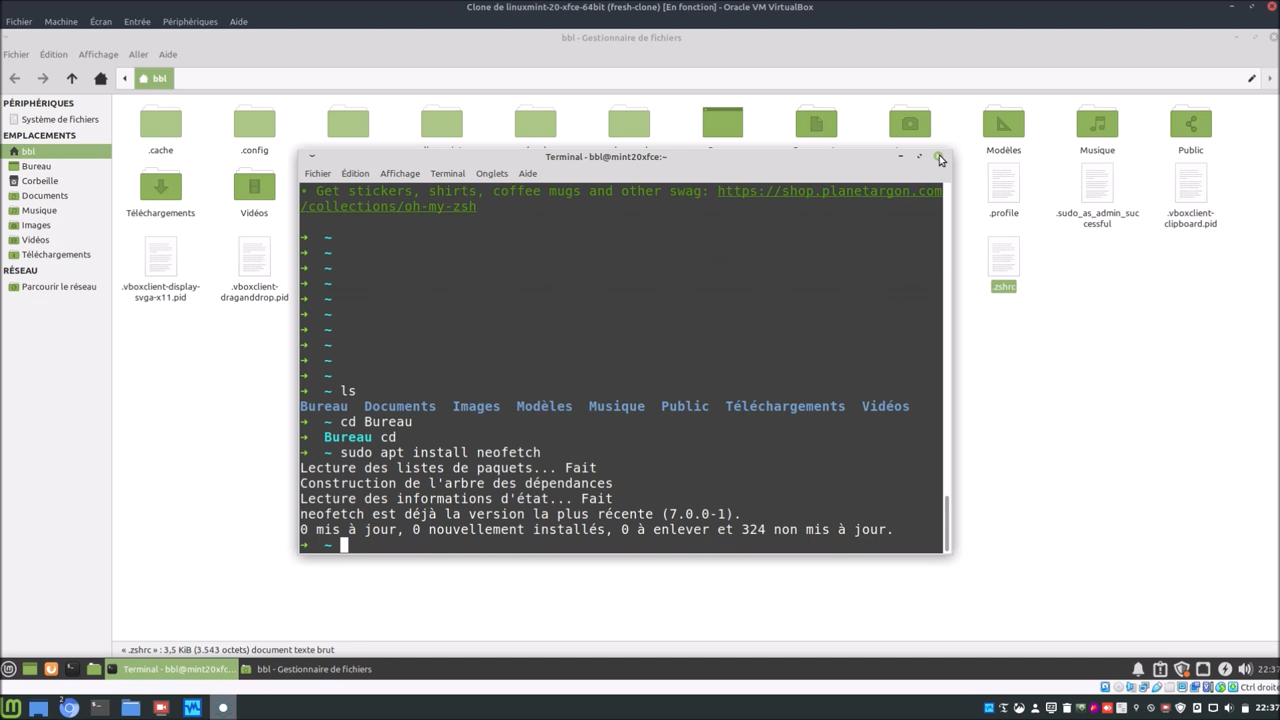 Clone de linuxmint-20-xfce-64bit (fresh-clone) [En fonction] - Oracle VM VirtualBox
Fichier Machine Écran Entrée Périphériques Aide
bbl - Gestionnaire de fichiers
Fichier Édition Affichage Aller Aide
bbl
PÉRIPHÉRIQUES
Système de fichiers
EMPLACEMENTS
bbl
Bureau
Corbeille
Documents
Musique
Images
Vidéos
Téléchargements
RÉSEAU
Parcourir le réseau
.cache
.config
Modèles
Musique
Public
Téléchargements
Vidéos
.profile
.sudo_as_admin_suc
cessful
.vboxclient-
clipboard.pid
.vboxclient-display-
svga-x11.pid
.vboxclient-
draganddrop.pid
.zshrc
Terminal - bbl@mint20xfce:~
Fichier Édition Affichage Terminal Onglets Aide
• Get stickers, shirts, coffee mugs and other swag: https://shop.planetargon.com
/collections/oh-my-zsh
➜ ~
➜ ~
➜ ~
➜ ~
➜ ~
➜ ~
➜ ~
➜ ~
➜ ~
➜ ~
➜ ~ ls
Bureau Documents Images Modèles Musique Public Téléchargements Vidéos
➜ ~ cd Bureau
➜ Bureau cd
➜ ~ sudo apt install neofetch
Lecture des listes de paquets... Fait
Construction de l'arbre des dépendances
Lecture des informations d'état... Fait
neofetch est déjà la version la plus récente (7.0.0-1).
0 mis à jour, 0 nouvellement installés, 0 à enlever et 324 non mis à jour.
➜ ~
« .zshrc » : 3,5 KiB (3.543 octets) document texte brut
Terminal - bbl@mint20xfc... bbl - Gestionnaire de fichiers 22:37
Ctrl droite
2
22:37